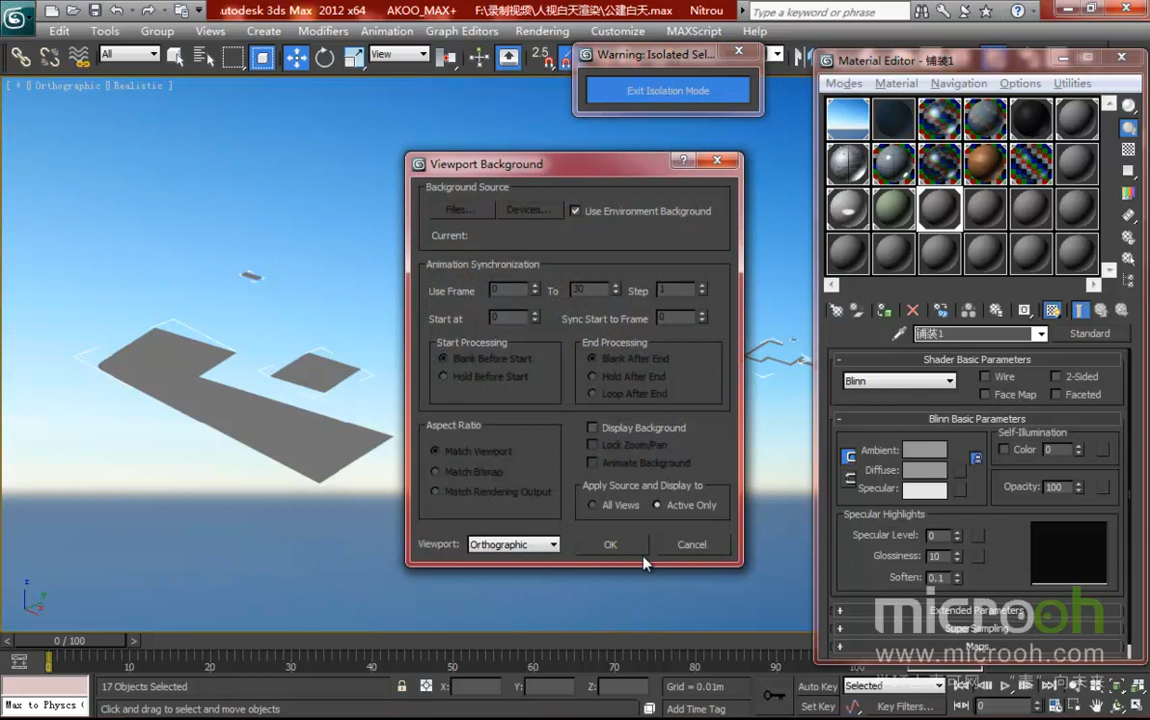 utodesk 3ds Max 2012 x64 AKOO_MAX+ F:\录制视频\人视白天渲染\公建白天.max Nitrou
Type a keyword or phrase
Edit Tools Group Views Create Modifiers Animation Graph Editors Rendering Customize MAXScript Help
All View 2.5
Warning: Isolated Sel...
Exit Isolation Mode
[ + ][ Orthographic ][ Realistic ]
Viewport Background
Background Source
Files... Devices... Use Environment Background
Current:
Animation Synchronization
Use Frame 0 To 30 Step 1
Start at 0 Sync Start to Frame 0
Start Processing
Blank Before Start
Hold Before Start
End Processing
Blank After End
Hold After End
Loop After End
Aspect Ratio
Match Viewport
Match Bitmap
Match Rendering Output
Display Background
Lock Zoom/Pan
Animate Background
Apply Source and Display to
All Views Active Only
Viewport: Orthographic OK Cancel
Material Editor - 铺装1
Modes Material Navigation Options Utilities
铺装1 Standard
Shader Basic Parameters
Blinn Wire 2-Sided
Face Map Faceted
Blinn Basic Parameters
Self-Illumination
Ambient: Color 0
Diffuse:
Specular: Opacity: 100
Specular Highlights
Specular Level: 0
Glossiness: 10
Soften: 0.1
Extended Parameters
SuperSampling
Maps
microoh
www.microoh.com
0 / 100
0 10 20 30 40 90 100
17 Objects Selected X: Y: Z: Grid = 0.01m Auto Key Selected
Max to Physcs ( Click and drag to select and move objects Add Time Tag Set Key Key Filters... 0